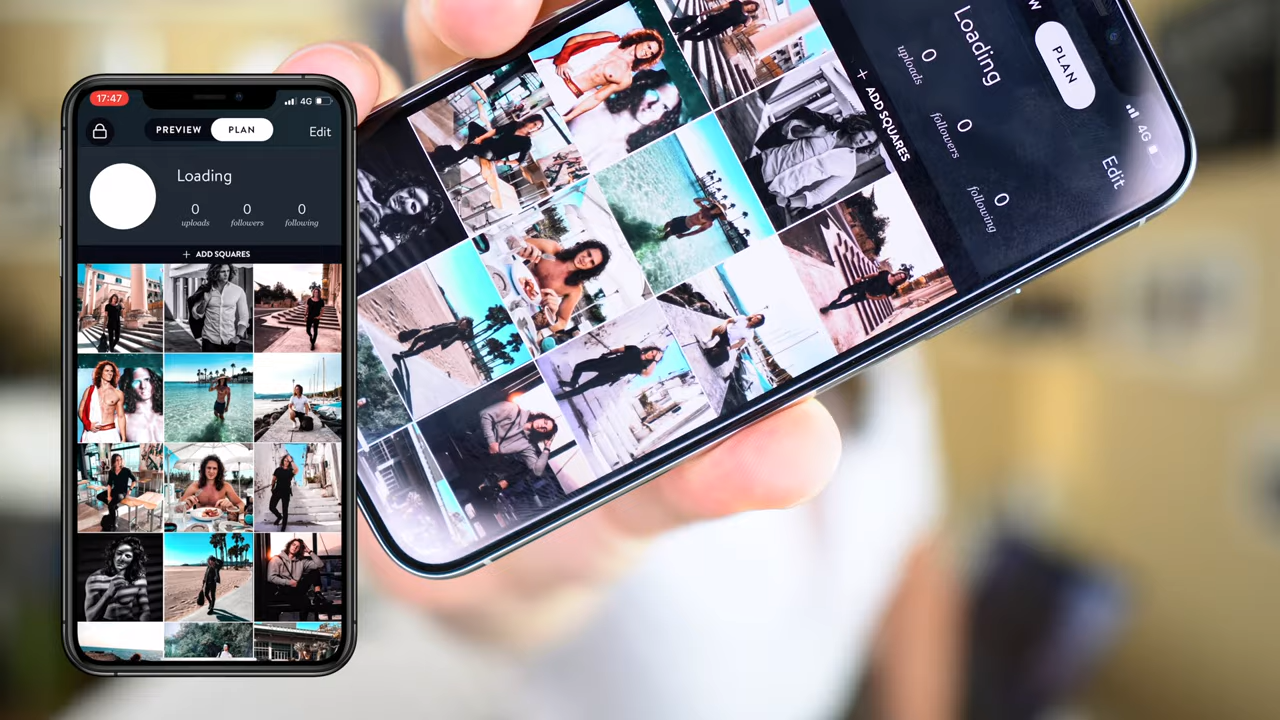 17:47
4G
PREVIEW PLAN
Edit
Loading
0 0 0
uploads followers following
+ ADD SQUARES
W PLAN
4G
Edit
Loading
0 0 0
uploads followers following
+ ADD SQUARES